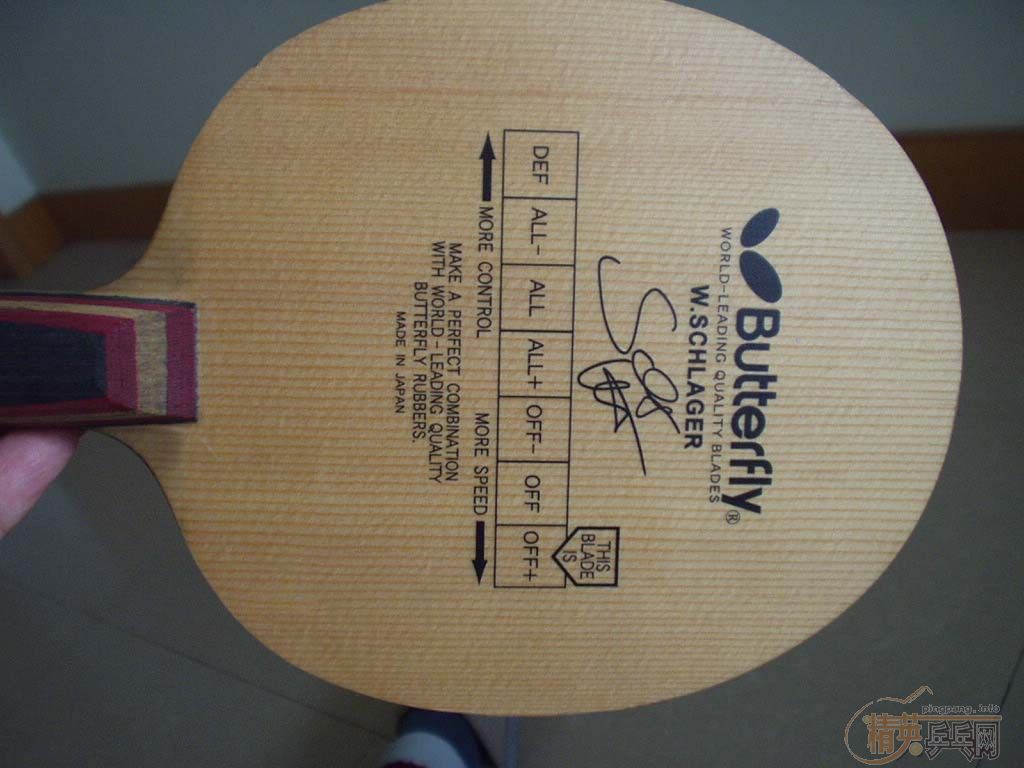 Butterfly®
WORLD-LEADING QUALITY BLADES
W.SCHLAGER
THIS
BLADE
IS
DEF ALL- ALL ALL+ OFF- OFF OFF+
MORE CONTROL MORE SPEED
MAKE A PERFECT COMBINATION
WITH WORLD-LEADING QUALITY
BUTTERFLY RUBBERS.
MADE IN JAPAN
pingpung.info
精英乒乓网